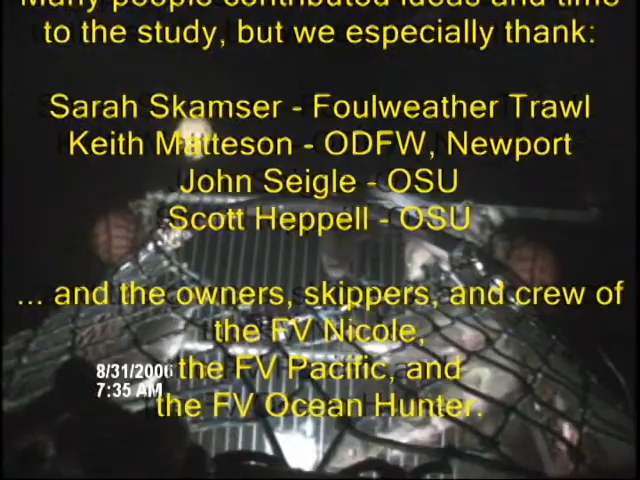 Many people contributed ideas and time
to the study, but we especially thank:
Sarah Skamser - Foulweather Trawl
Keith Matteson - ODFW, Newport
John Seigle - OSU
Scott Heppell - OSU
... and the owners, skippers, and crew of
the FV Nicole,
the FV Pacific, and
the FV Ocean Hunter.
8/31/2006
7:35 AM